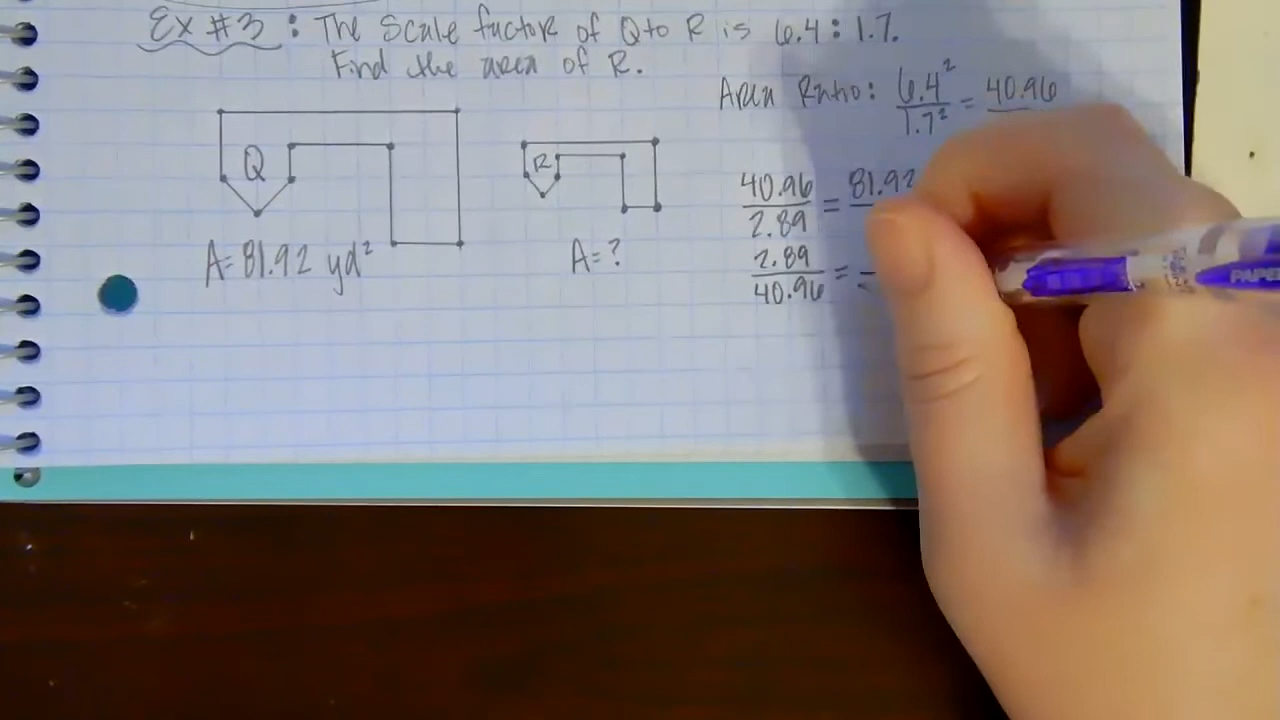 Ex #3: The Scale factor of Q to R is 6.4 : 1.7.
Find the area of R.
Area Ratio: 6.4²/1.7² = 40.96
Q
R
A = 81.92 yd²
A = ?
40.96/2.89 = 81.92
2.89/40.96 =
PAPE